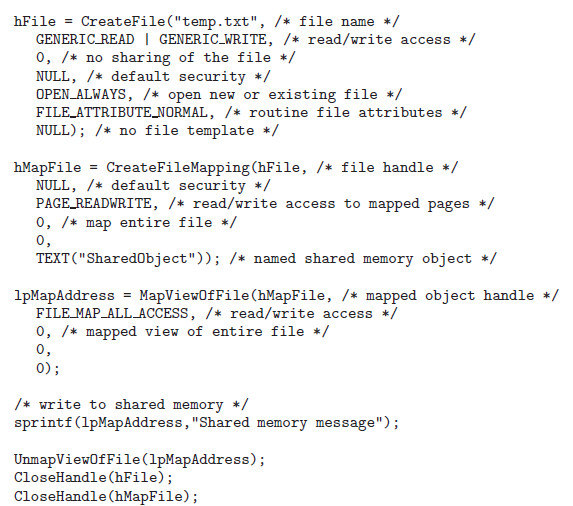 hFile = CreateFile("temp.txt", /* file name */
GENERIC_READ | GENERIC_WRITE, /* read/write access */
0, /* no sharing of the file */
NULL, /* default security */
OPEN_ALWAYS, /* open new or existing file */
FILE_ATTRIBUTE_NORMAL, /* routine file attributes */
NULL); /* no file template */
hMapFile = CreateFileMapping(hFile, /* file handle */
NULL, /* default security */
PAGE_READWRITE, /* read/write access to mapped pages */
0, /* map entire file */
0,
TEXT("SharedObject")); /* named shared memory object */
lpMapAddress = MapViewOfFile(hMapFile, /* mapped object handle */
FILE_MAP_ALL_ACCESS, /* read/write access */
0, /* mapped view of entire file */
0,
0);
/* write to shared memory */
sprintf(lpMapAddress,"Shared memory message");
UnmapViewOfFile(lpMapAddress);
CloseHandle(hFile);
CloseHandle(hMapFile);